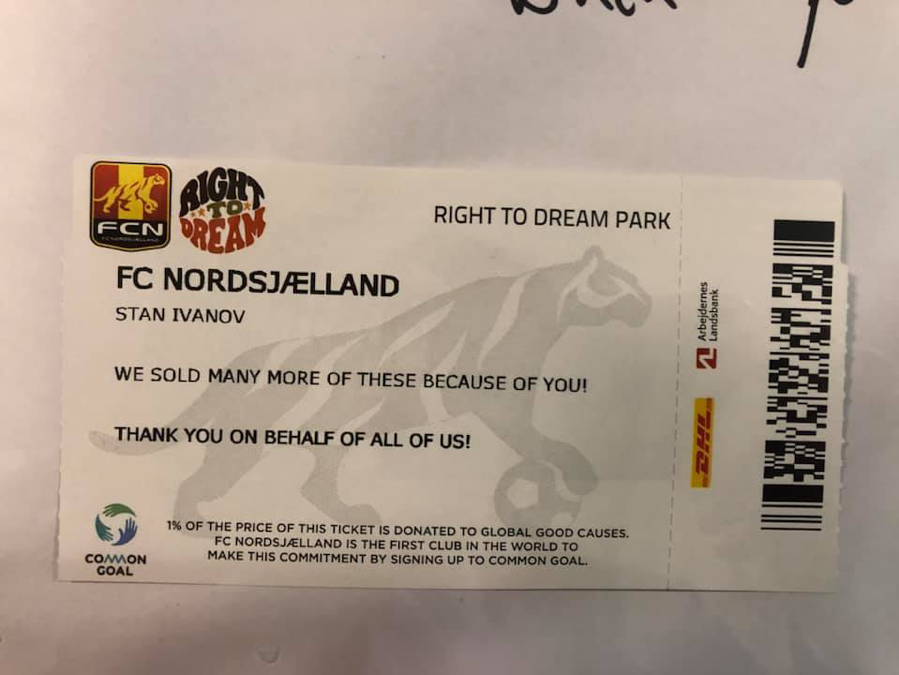 FCN
FC NORDSJÆLLAND
RIGHT
TO
DREAM
RIGHT TO DREAM PARK
FC NORDSJÆLLAND
STAN IVANOV
WE SOLD MANY MORE OF THESE BECAUSE OF YOU!
THANK YOU ON BEHALF OF ALL OF US!
COMMON
GOAL
1% OF THE PRICE OF THIS TICKET IS DONATED TO GLOBAL GOOD CAUSES.
FC NORDSJÆLLAND IS THE FIRST CLUB IN THE WORLD TO
MAKE THIS COMMITMENT BY SIGNING UP TO COMMON GOAL.
Arbejdernes
Landsbank
DHL